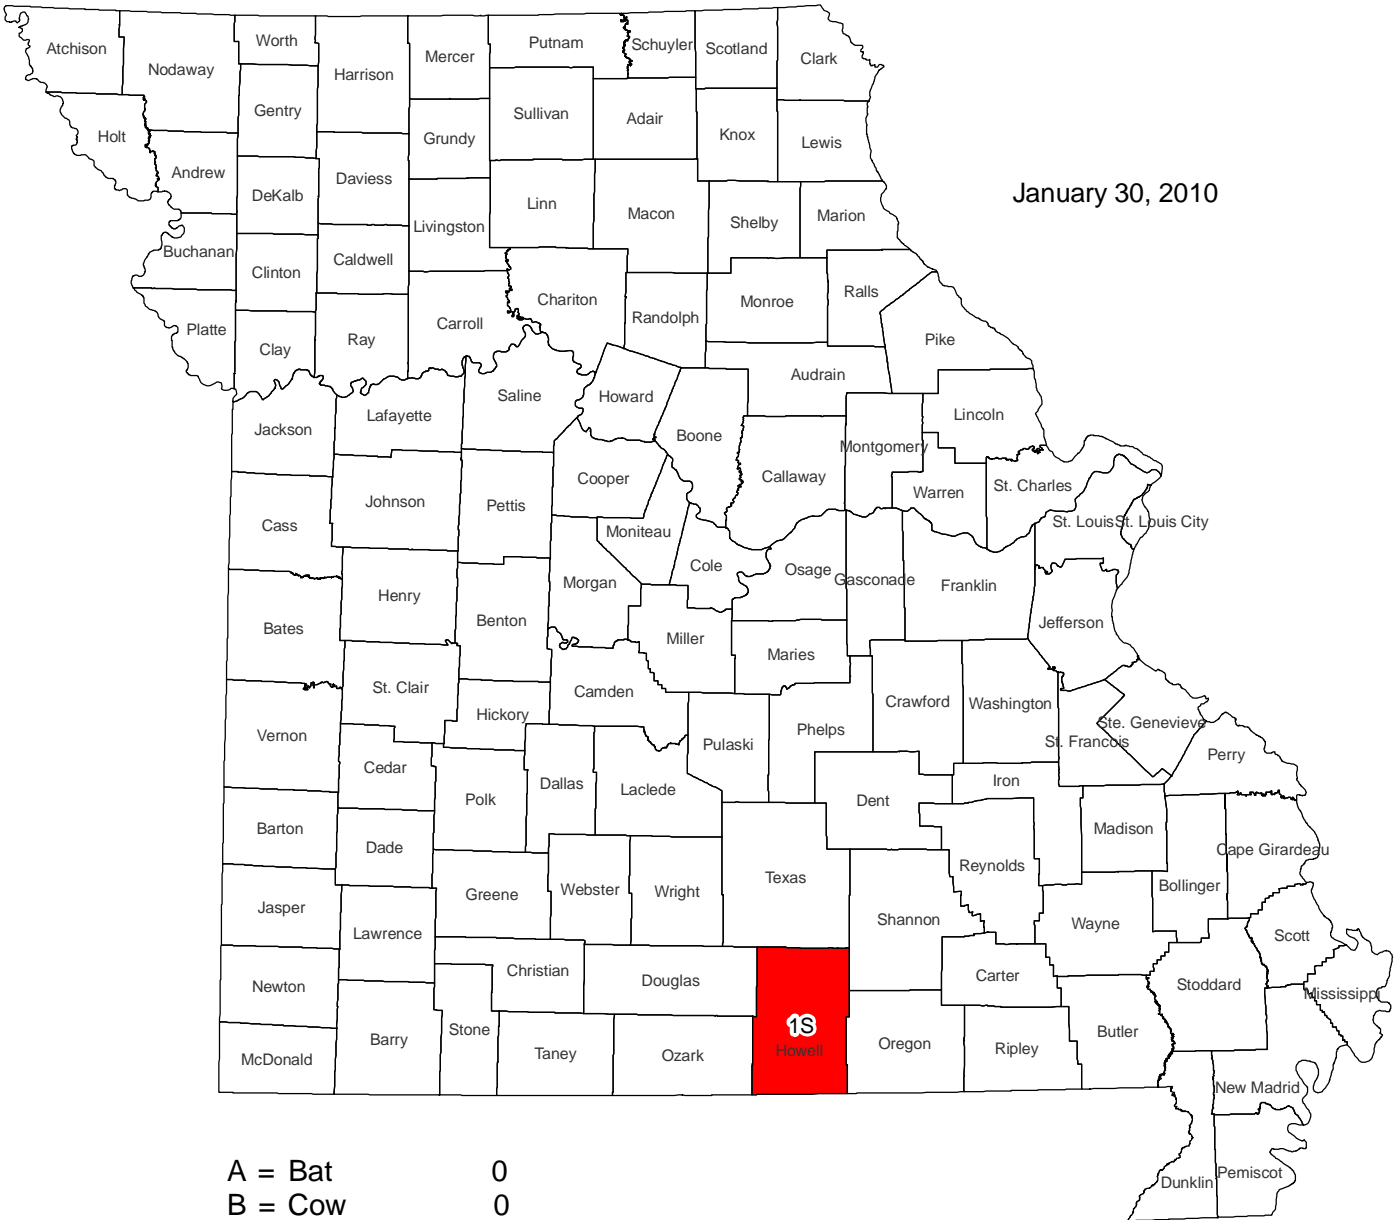 Atchison
Nodaway
Worth
Harrison
Mercer
Putnam
Schuyler
Scotland
Clark
Gentry
Sullivan
Adair
Knox
Lewis
Holt
Andrew
DeKalb
Daviess
Grundy
Livingston
Linn
Macon
Shelby
Marion
January 30, 2010
Buchanan
Clinton
Caldwell
Chariton
Randolph
Monroe
Ralls
Platte
Clay
Ray
Carroll
Pike
Saline
Howard
Audrain
Lincoln
Jackson
Lafayette
Boone
Callaway
Montgomery
Cooper
Warren
St. Charles
Cass
Johnson
Pettis
Moniteau
St. Louis
St. Louis City
Cole
Osage
Gasconade
Franklin
Morgan
Henry
Bates
Benton
Miller
Maries
Jefferson
St. Clair
Camden
Hickory
Vernon
Pulaski
Phelps
Crawford
Washington
Ste. Genevieve
St. Francois
Perry
Cedar
Polk
Dallas
Laclede
Dent
Iron
Barton
Dade
Madison
Cape Girardeau
Bollinger
Jasper
Greene
Webster
Wright
Texas
Reynolds
Lawrence
Shannon
Wayne
Scott
Newton
Christian
Douglas
Carter
Stoddard
Mississippi
McDonald
Barry
Stone
Taney
Ozark
1S
Howell
Oregon
Ripley
Butler
New Madrid
Dunklin
Pemiscot
A = Bat 0
B = Cow 0